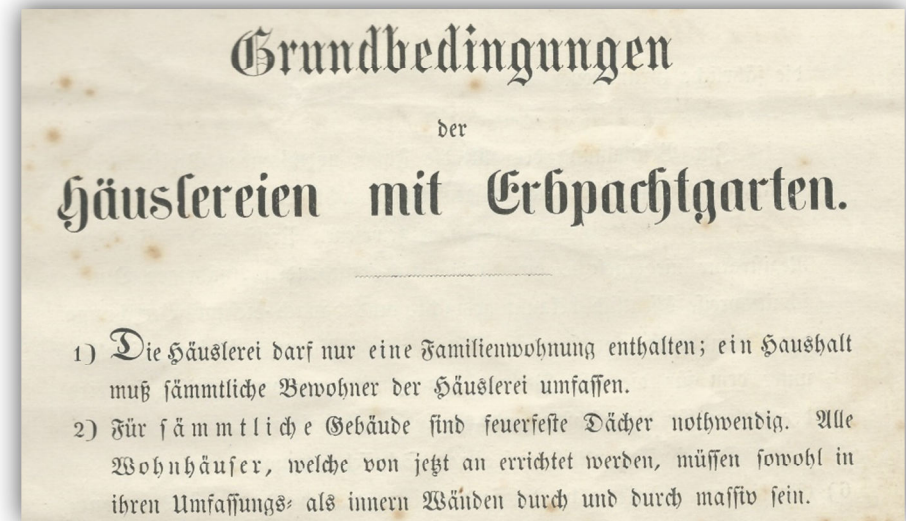 Grundbedingungen
der
Häuslereien mit Erbpachtgarten.
1) Die Häuslerei darf nur eine Familienwohnung enthalten; ein Haushalt
muß sämmtliche Bewohner der Häuslerei umfassen.
2) Für sämmtliche Gebäude sind feuerfeste Dächer nothwendig. Alle
Wohnhäuser, welche von jetzt an errichtet werden, müssen sowohl in
ihren Umfassungs- als innern Wänden durch und durch massiv sein.